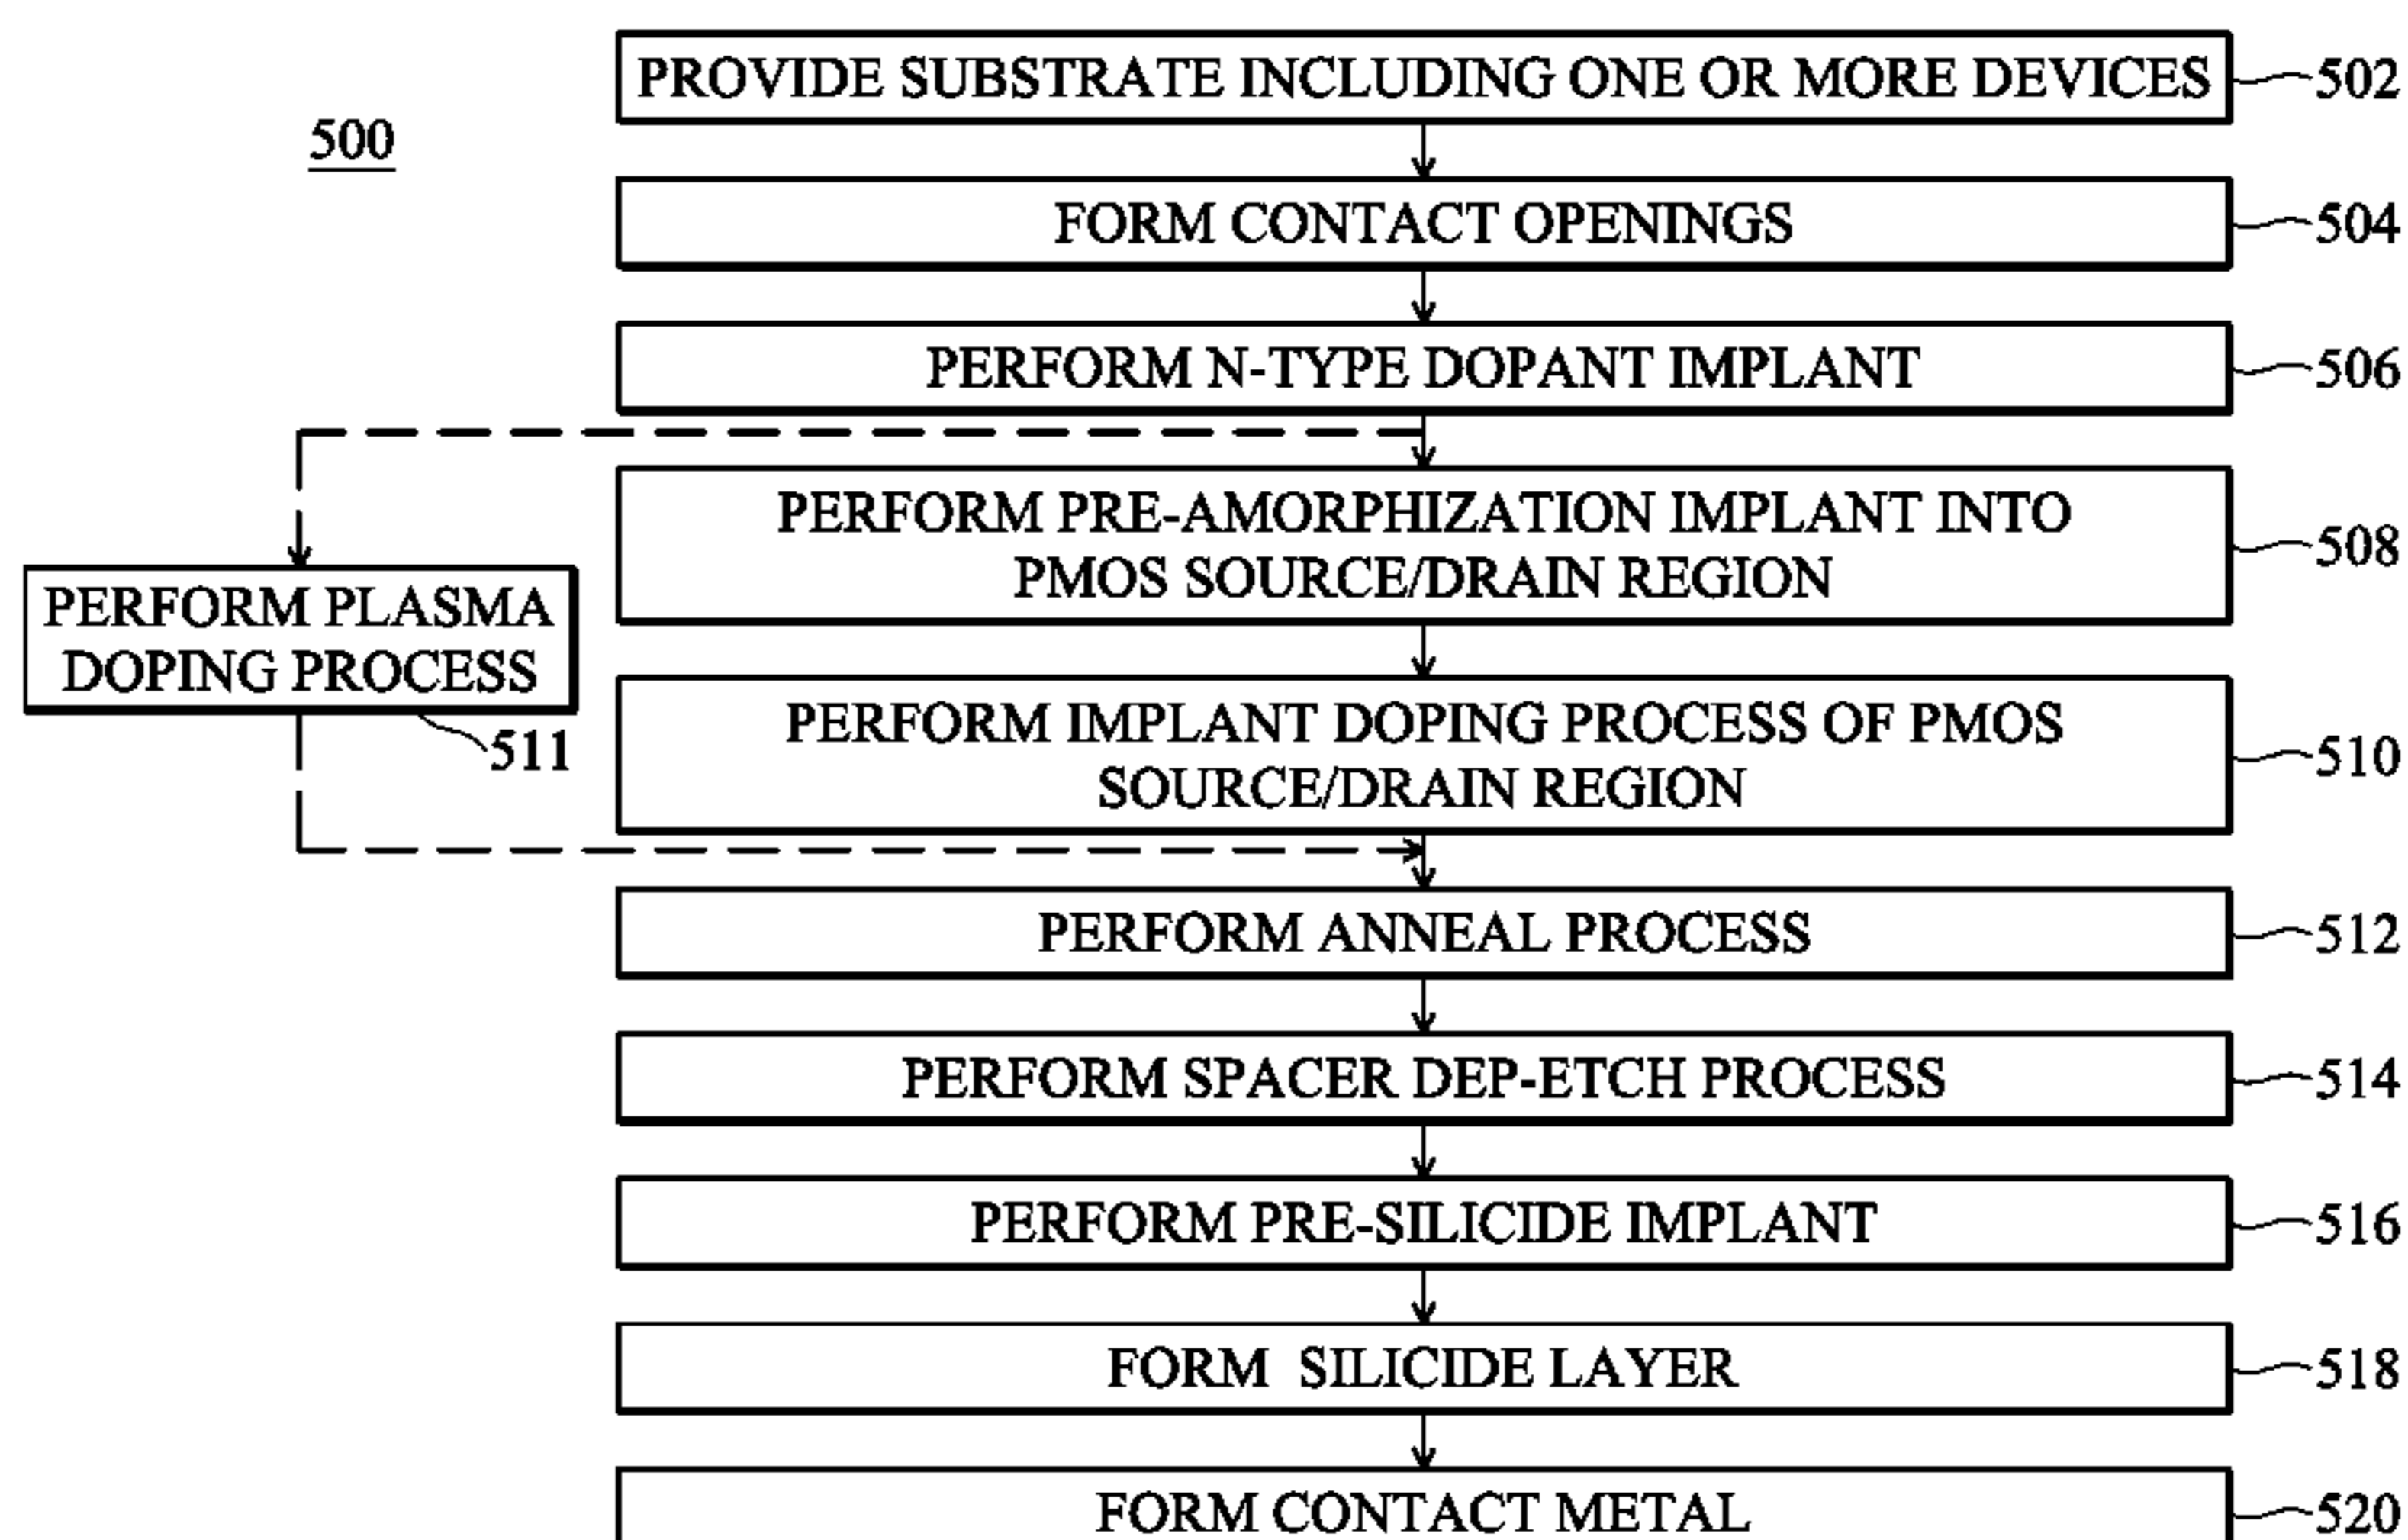 PROVIDE SUBSTRATE INCLUDING ONE OR MORE DEVICES
502
500
FORM CONTACT OPENINGS
504
PERFORM N-TYPE DOPANT IMPLANT
506
PERFORM PRE-AMORPHIZATION IMPLANT INTO
PMOS SOURCE/DRAIN REGION
508
PERFORM PLASMA
DOPING PROCESS
511
PERFORM IMPLANT DOPING PROCESS OF PMOS
SOURCE/DRAIN REGION
510
PERFORM ANNEAL PROCESS
512
PERFORM SPACER DEP-ETCH PROCESS
514
PERFORM PRE-SILICIDE IMPLANT
516
FORM SILICIDE LAYER
518
FORM CONTACT METAL
520